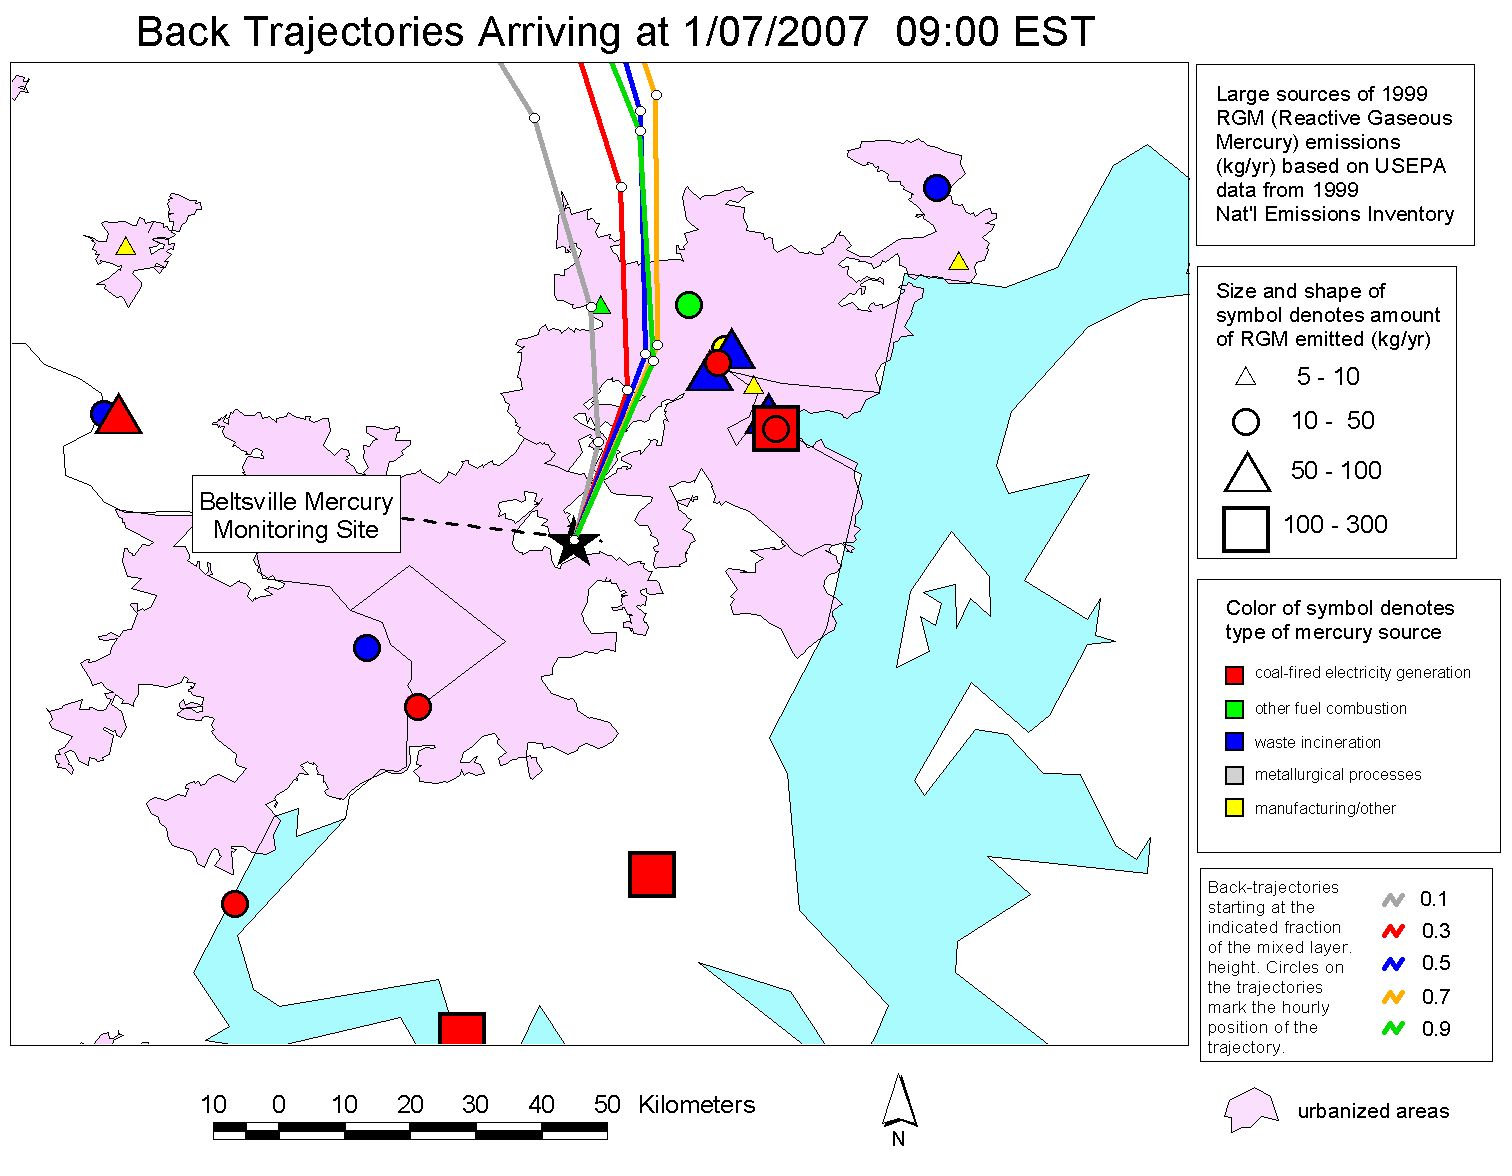 Back Trajectories Arriving at 1/07/2007  09:00 EST
Large sources of 1999
RGM (Reactive Gaseous
Mercury) emissions
(kg/yr) based on USEPA
data from 1999
Nat'l Emissions Inventory
Size and shape of
symbol denotes amount
of RGM emitted (kg/yr)
5 - 10
10 - 50
50 - 100
100 - 300
Beltsville Mercury
Monitoring Site
Color of symbol denotes
type of mercury source
coal-fired electricity generation
other fuel combustion
waste incineration
metallurgical processes
manufacturing/other
Back-trajectories
starting at the
indicated fraction
of the mixed layer.
height. Circles on
the trajectories
mark the hourly
position of the
trajectory.
0.1
0.3
0.5
0.7
0.9
10 0 10 20 30 40 50 Kilometers
N
urbanized areas